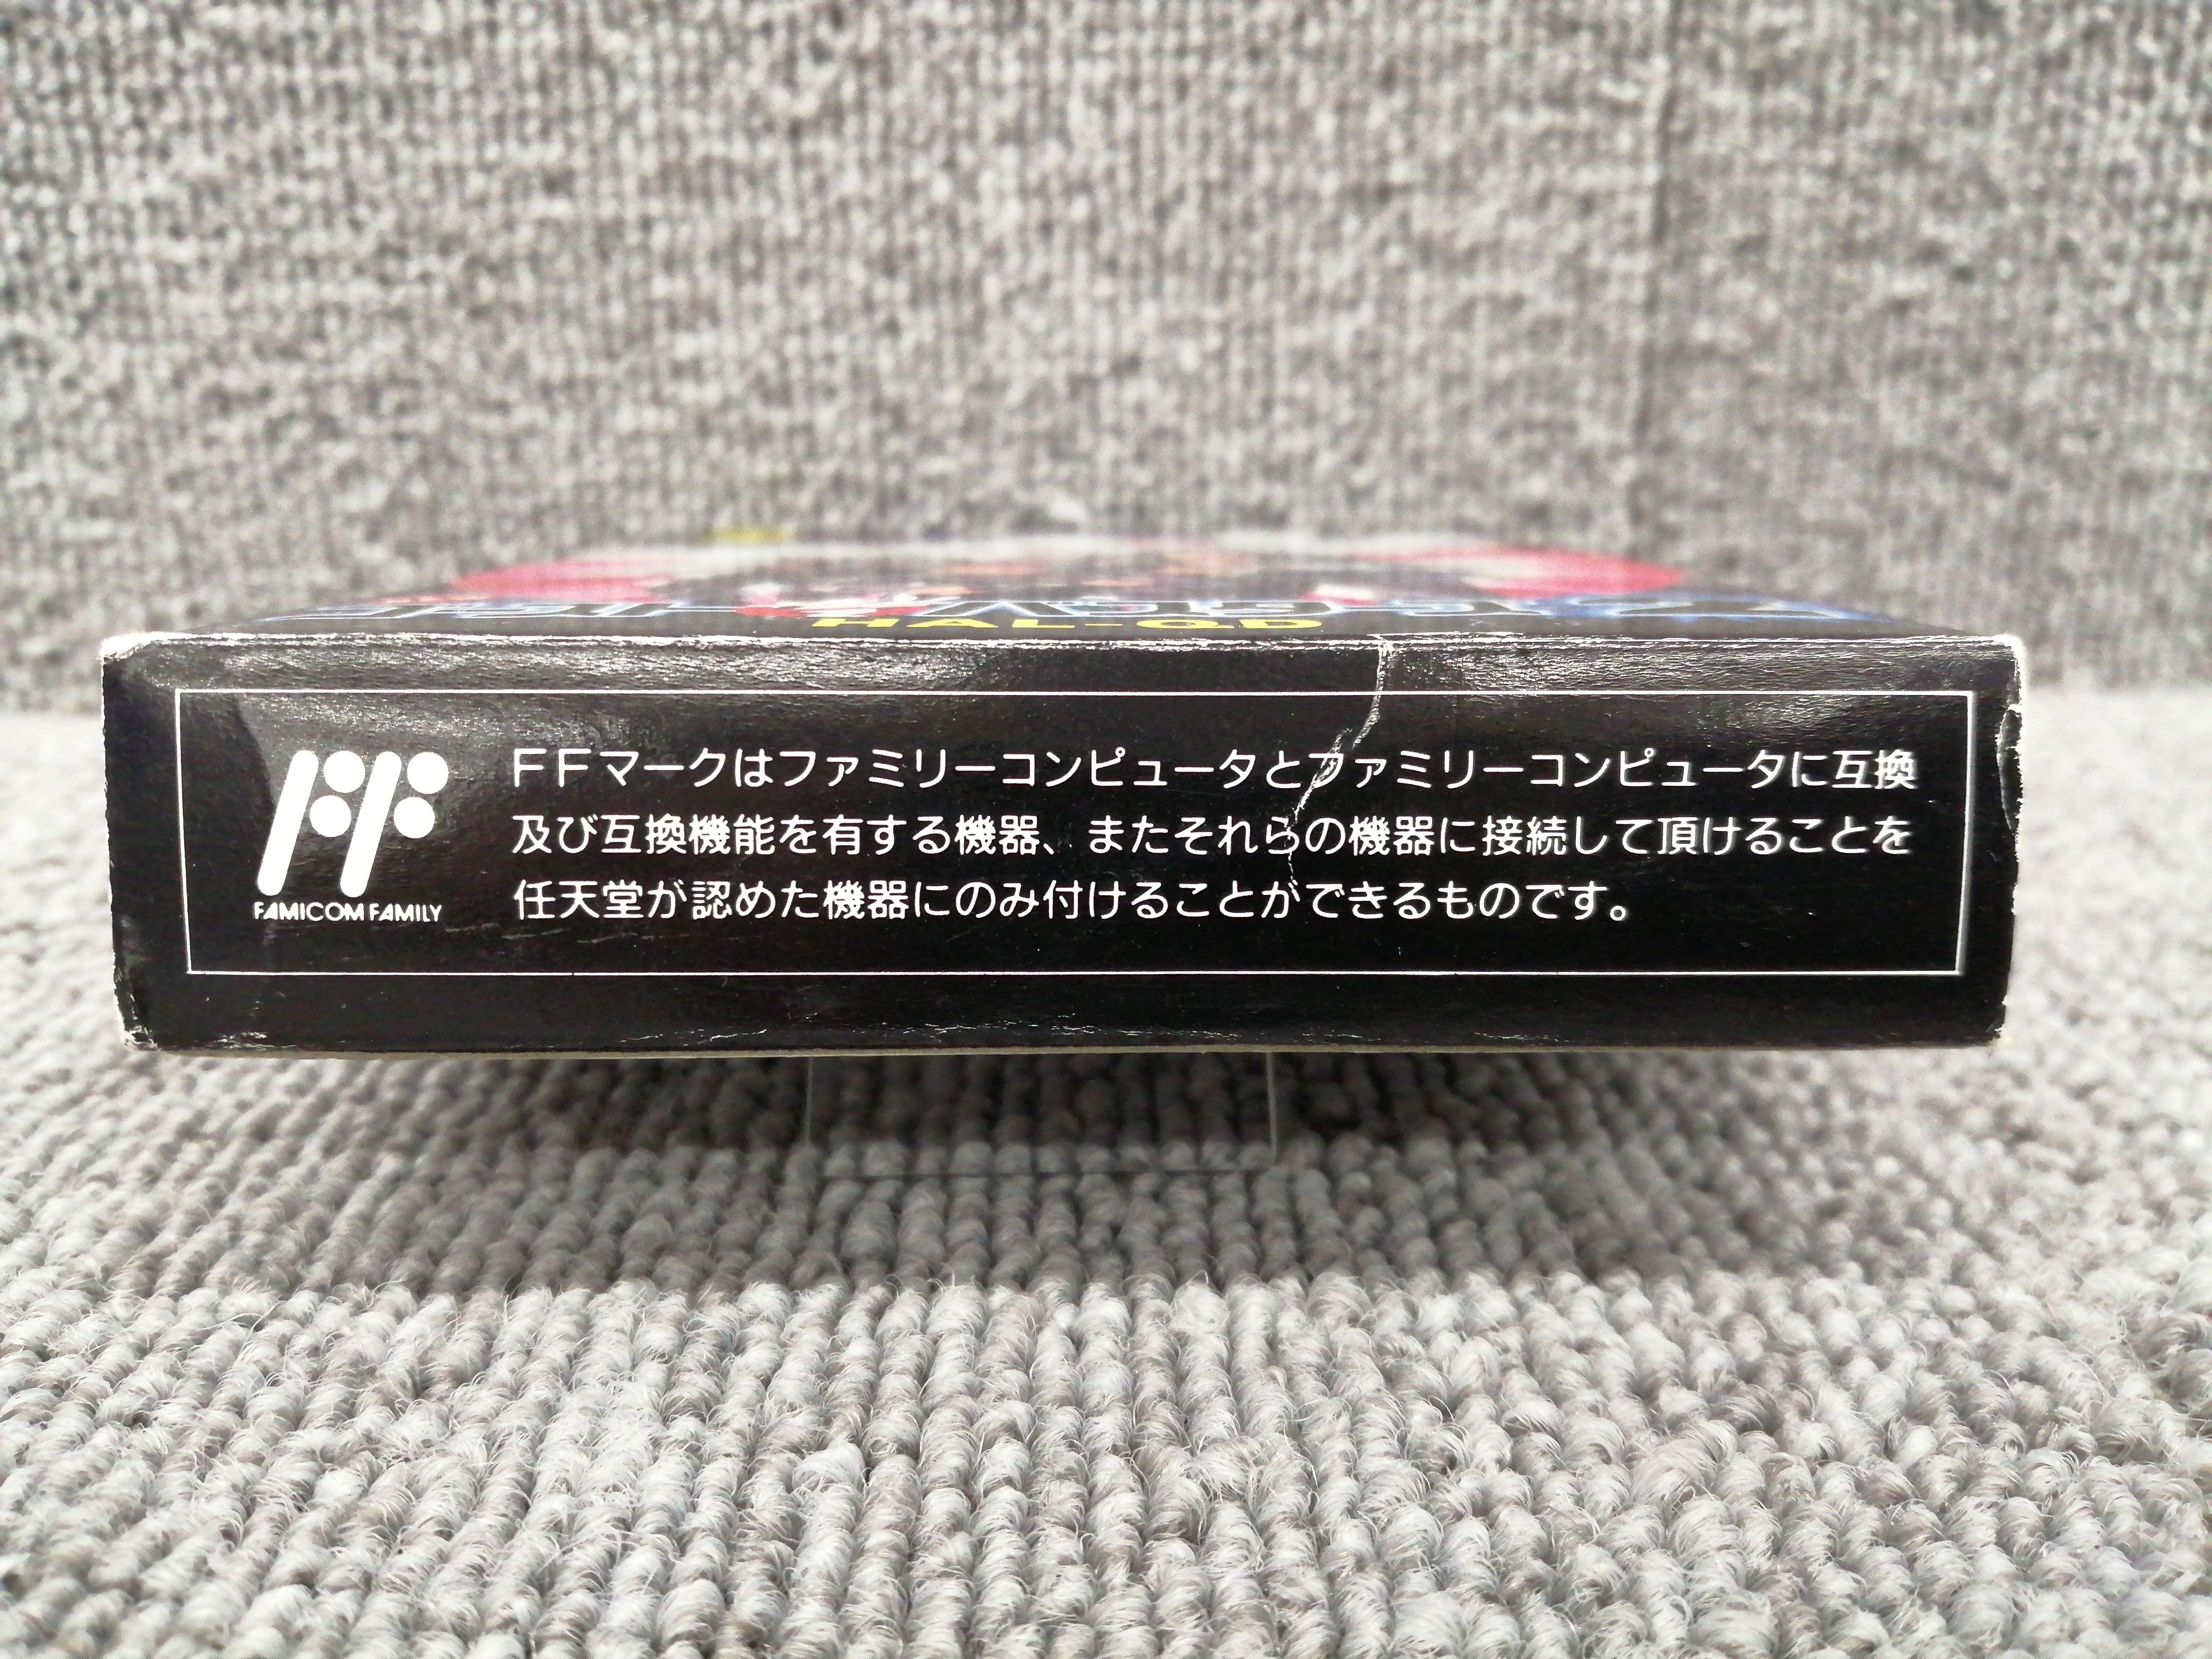 HAL-QD
FFマークはファミリーコンピュータとファミリーコンピュータに互換
及び互換機能を有する機器、またそれらの機器に接続して頂けることを
任天堂が認めた機器にのみ付けることができるものです。
FF
FAMICOM FAMILY